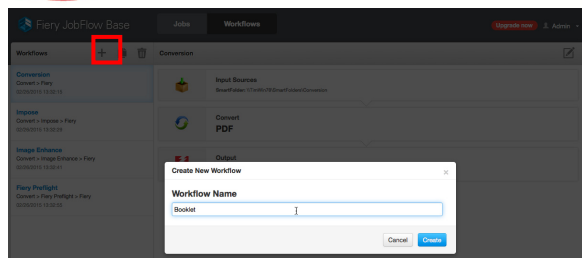 Fiery JobFlow Base
Jobs
Workflows
Upgrade now
Admin
Workflows
Conversion
Conversion
Convert > Fiery
Input Sources
Impose
Convert > Impose > Fiery
Convert
PDF
Image Enhance
Convert > Image Enhance > Fiery
Output
Fiery Preflight
Convert > Fiery Preflight > Fiery
Create New Workflow
×
Workflow Name
Booklet
Cancel
Create